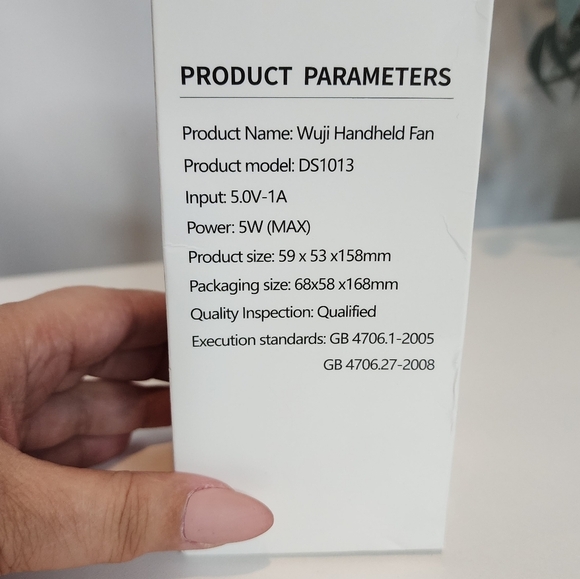 PRODUCT PARAMETERS
Product Name: Wuji Handheld Fan
Product model: DS1013
Input: 5.0V-1A
Power: 5W (MAX)
Product size: 59 x 53 x158mm
Packaging size: 68x58 x168mm
Quality Inspection: Qualified
Execution standards: GB 4706.1-2005
GB 4706.27-2008